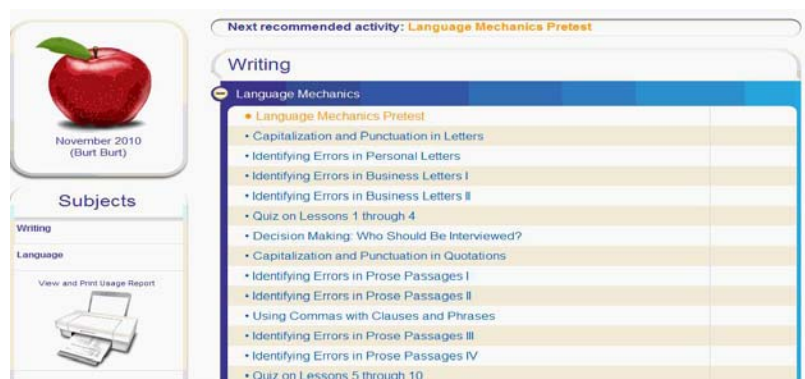 Next recommended activity: Language Mechanics Pretest
November 2010
(Burt Burt)
Subjects
Writing
Language
View and Print Usage Report
Writing
Language Mechanics
• Language Mechanics Pretest
• Capitalization and Punctuation in Letters
• Identifying Errors in Personal Letters
• Identifying Errors in Business Letters I
• Identifying Errors in Business Letters II
• Quiz on Lessons 1 through 4
• Decision Making: Who Should Be Interviewed?
• Capitalization and Punctuation in Quotations
• Identifying Errors in Prose Passages I
• Identifying Errors in Prose Passages II
• Using Commas with Clauses and Phrases
• Identifying Errors in Prose Passages III
• Identifying Errors in Prose Passages IV
• Quiz on Lessons 5 through 10